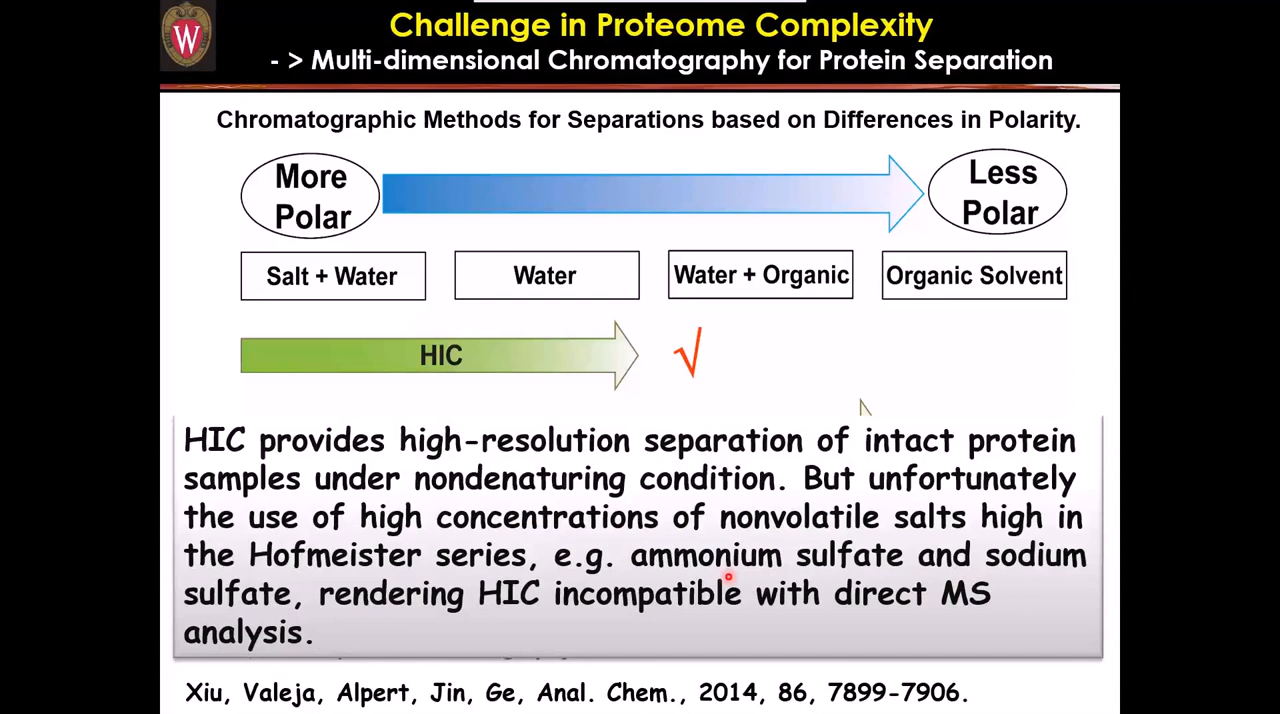 W
Challenge in Proteome Complexity
- > Multi-dimensional Chromatography for Protein Separation
Chromatographic Methods for Separations based on Differences in Polarity.
More
Polar
Less
Polar
Salt + Water
Water
Water + Organic
Organic Solvent
HIC
√
HIC provides high-resolution separation of intact protein
samples under nondenaturing condition. But unfortunately
the use of high concentrations of nonvolatile salts high in
the Hofmeister series, e.g. ammonium sulfate and sodium
sulfate, rendering HIC incompatible with direct MS
analysis.
Xiu, Valeja, Alpert, Jin, Ge, Anal. Chem., 2014, 86, 7899-7906.